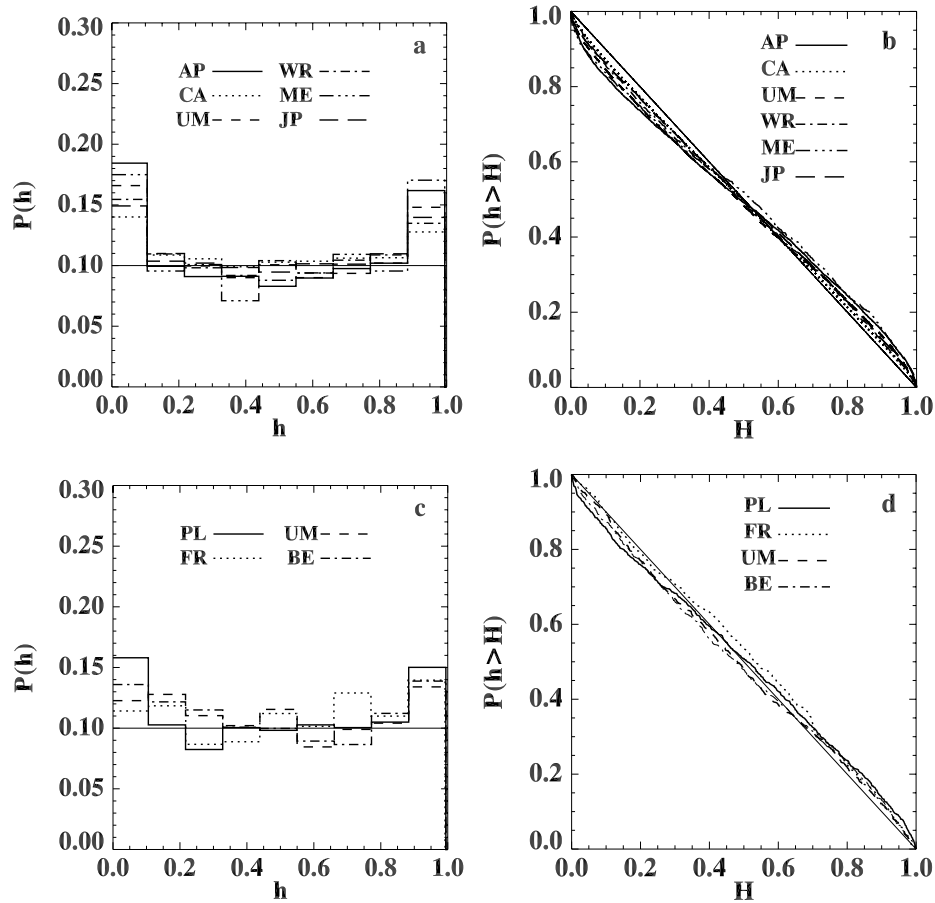 a
AP WR
CA ME
UM JP
P(h)
0.30
0.25
0.20
0.15
0.10
0.05
0.00
0.0 0.2 0.4 0.6 0.8 1.0
h
b
AP
CA
UM
WR
ME
JP
P(h>H)
1.0
0.8
0.6
0.4
0.2
0.0
0.0 0.2 0.4 0.6 0.8 1.0
H
c
PL UM
FR BE
P(h)
0.30
0.25
0.20
0.15
0.10
0.05
0.00
0.0 0.2 0.4 0.6 0.8 1.0
h
d
PL
FR
UM
BE
P(h>H)
1.0
0.8
0.6
0.4
0.2
0.0
0.0 0.2 0.4 0.6 0.8 1.0
H